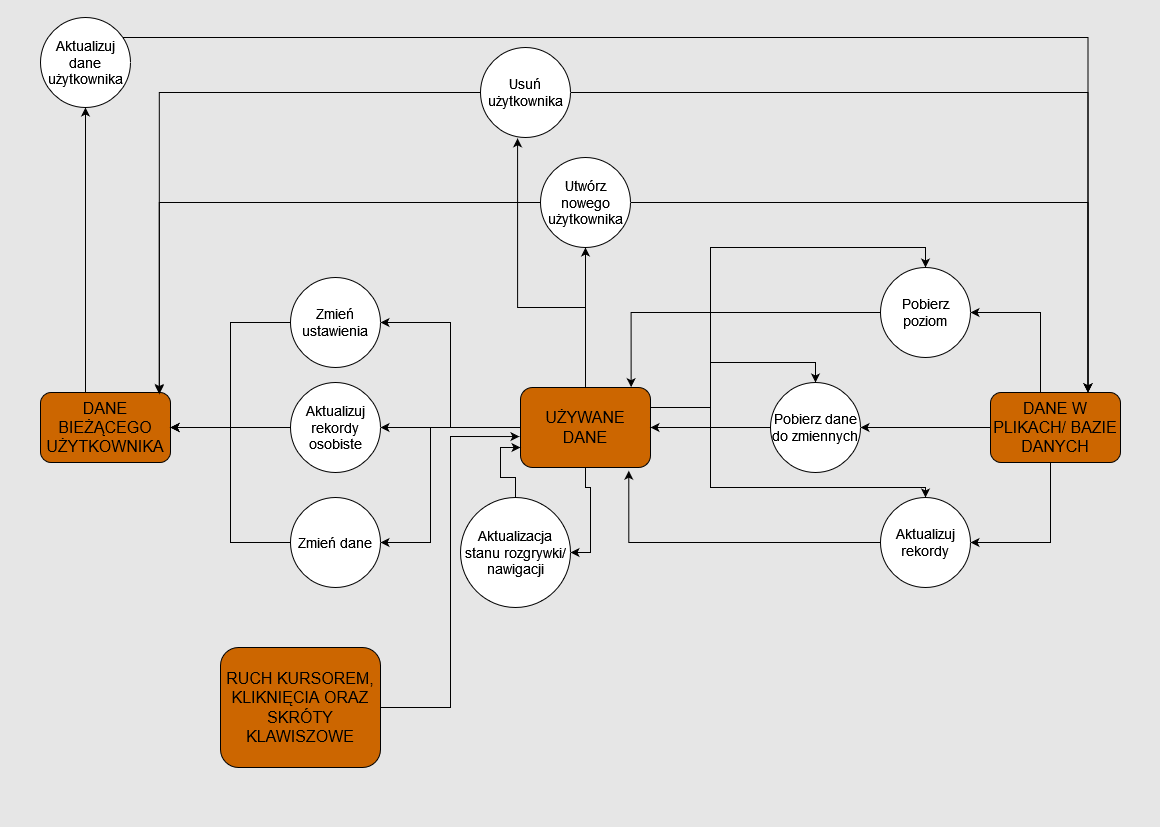 Aktualizuj
dane
użytkownika
Usuń
użytkownika
Utwórz
nowego
użytkownika
Zmień
ustawienia
Pobierz
poziom
DANE
BIEŻĄCEGO
UŻYTKOWNIKA
Aktualizuj
rekordy
osobiste
UŻYWANE
DANE
Pobierz dane
do zmiennych
DANE W
PLIKACH/ BAZIE
DANYCH
Zmień dane
Aktualizacja
stanu rozgrywki/
nawigacji
Aktualizuj
rekordy
RUCH KURSOREM,
KLIKNIĘCIA ORAZ
SKRÓTY
KLAWISZOWE